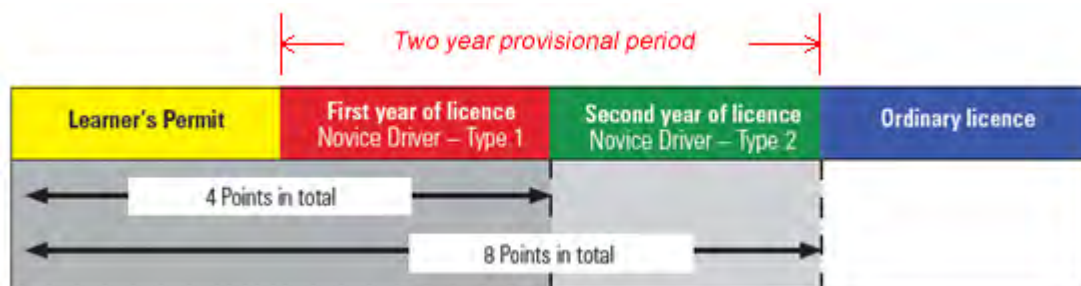 Two year provisional period
Learner's Permit
First year of licence
Novice Driver – Type 1
Second year of licence
Novice Driver – Type 2
Ordinary licence
4 Points in total
8 Points in total